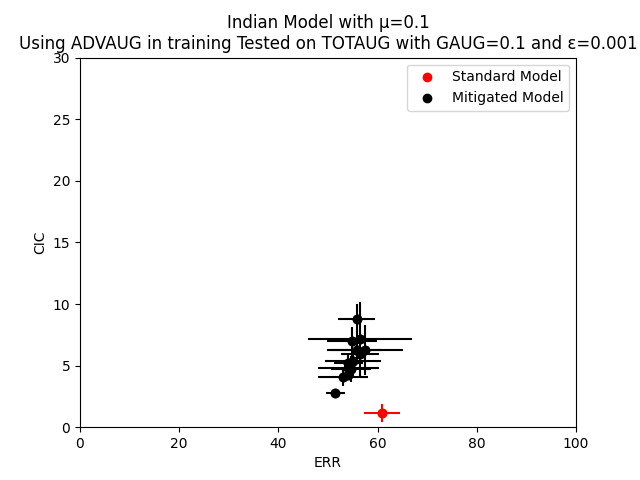 Indian Model with μ=0.1
Using ADVAUG in training Tested on TOTAUG with GAUG=0.1 and ε=0.001
Standard Model
Mitigated Model
30
25
20
15
10
5
0
CIC
0 20 40 60 80 100
ERR